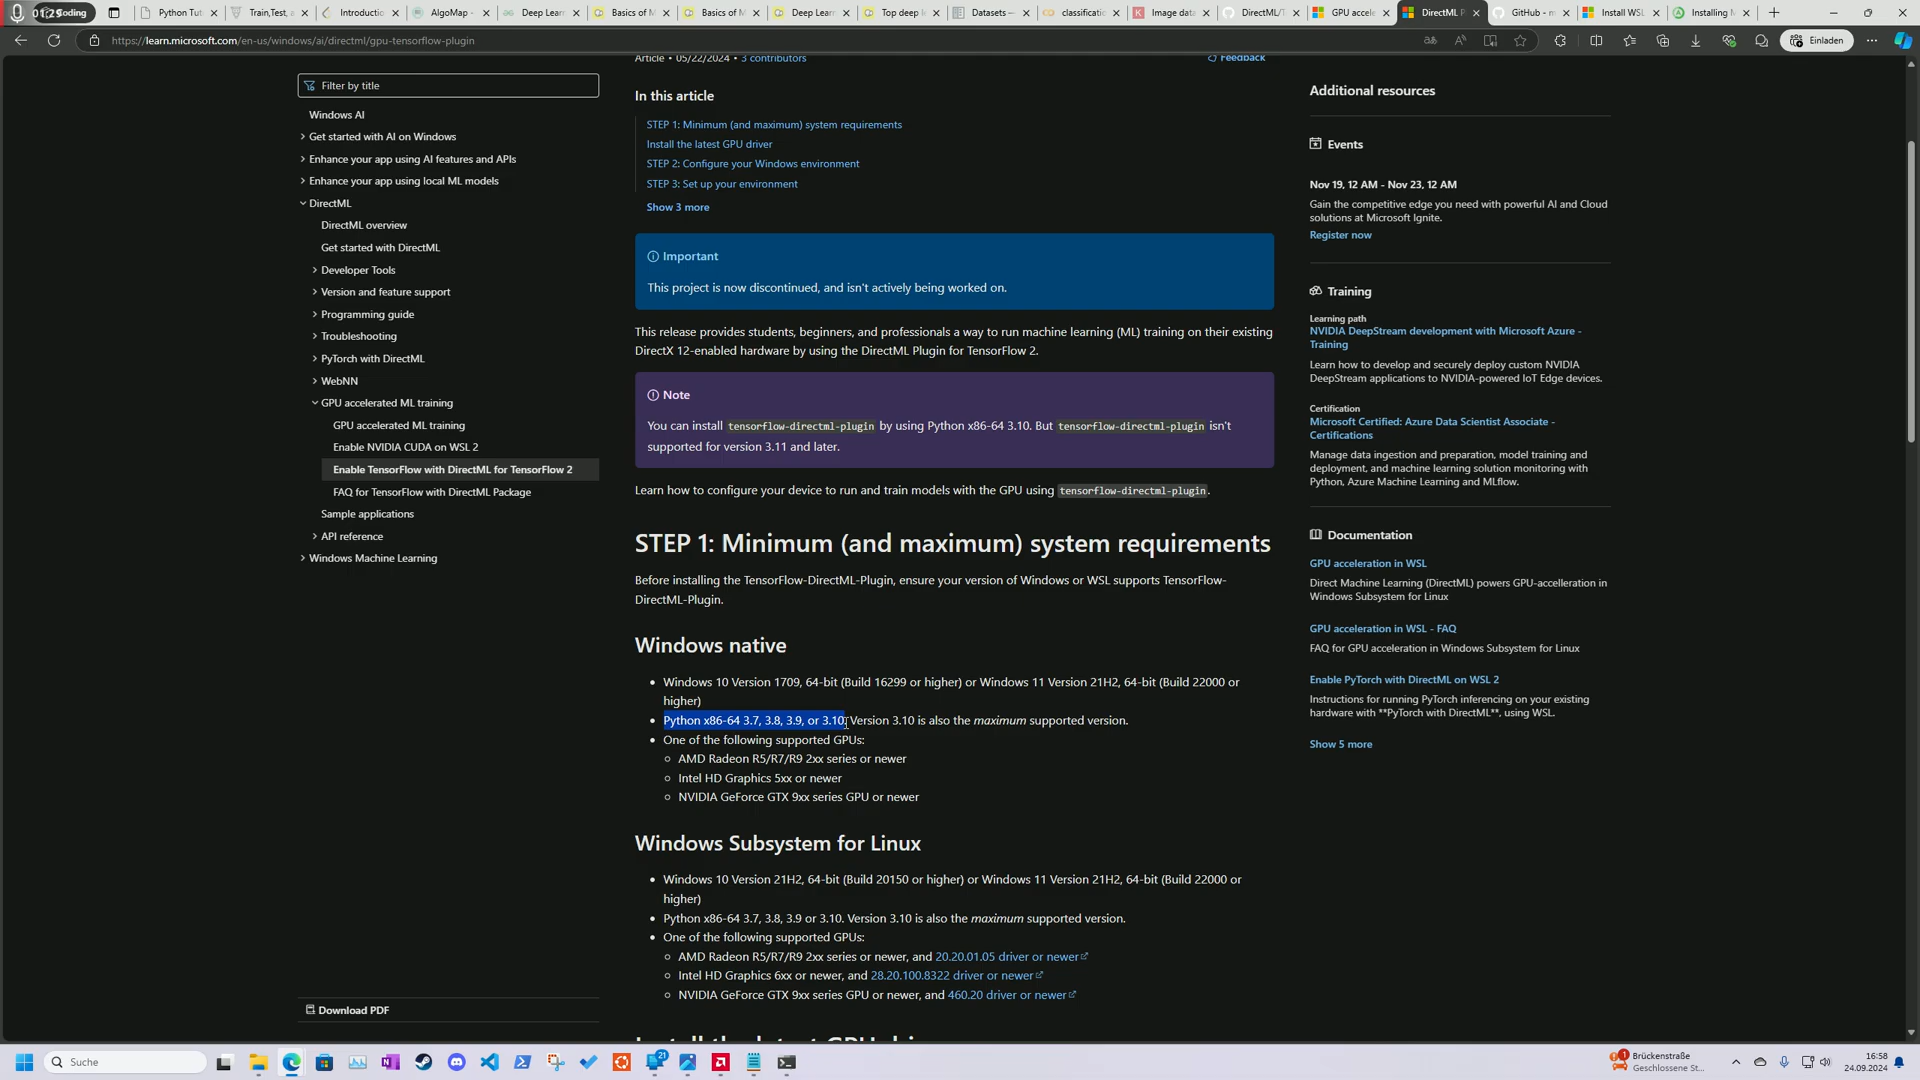 Coding
Python Tut
Train,Test, a
Introduction
AlgoMap -
Deep Learn
Basics of M
Basics of M
Deep Learn
Top deep le
Datasets —
classificatio
Image data
DirectML/T
GPU accele
DirectML P
GitHub - m
Install WSL
Installing M
https://learn.microsoft.com/en-us/windows/ai/directml/gpu-tensorflow-plugin
Einladen
Filter by title
Windows AI
Get started with AI on Windows
Enhance your app using AI features and APIs
Enhance your app using local ML models
DirectML
DirectML overview
Get started with DirectML
Developer Tools
Version and feature support
Programming guide
Troubleshooting
PyTorch with DirectML
WebNN
GPU accelerated ML training
GPU accelerated ML training
Enable NVIDIA CUDA on WSL 2
Enable TensorFlow with DirectML for TensorFlow 2
FAQ for TensorFlow with DirectML Package
Sample applications
API reference
Windows Machine Learning
Download PDF
Article • 05/22/2024 • 3 contributors
Feedback
In this article
STEP 1: Minimum (and maximum) system requirements
Install the latest GPU driver
STEP 2: Configure your Windows environment
STEP 3: Set up your environment
Show 3 more
Important
This project is now discontinued, and isn't actively being worked on.
This release provides students, beginners, and professionals a way to run machine learning (ML) training on their existing
DirectX 12-enabled hardware by using the DirectML Plugin for TensorFlow 2.
Note
You can install tensorflow-directml-plugin by using Python x86-64 3.10. But tensorflow-directml-plugin isn't
supported for version 3.11 and later.
Learn how to configure your device to run and train models with the GPU using tensorflow-directml-plugin.
STEP 1: Minimum (and maximum) system requirements
Before installing the TensorFlow-DirectML-Plugin, ensure your version of Windows or WSL supports TensorFlow-
DirectML-Plugin.
Windows native
• Windows 10 Version 1709, 64-bit (Build 16299 or higher) or Windows 11 Version 21H2, 64-bit (Build 22000 or
higher)
• Python x86-64 3.7, 3.8, 3.9, or 3.10. Version 3.10 is also the maximum supported version.
• One of the following supported GPUs:
AMD Radeon R5/R7/R9 2xx series or newer
Intel HD Graphics 5xx or newer
NVIDIA GeForce GTX 9xx series GPU or newer
Windows Subsystem for Linux
• Windows 10 Version 21H2, 64-bit (Build 20150 or higher) or Windows 11 Version 21H2, 64-bit (Build 22000 or
higher)
• Python x86-64 3.7, 3.8, 3.9 or 3.10. Version 3.10 is also the maximum supported version.
• One of the following supported GPUs:
AMD Radeon R5/R7/R9 2xx series or newer, and 20.20.01.05 driver or newer
Intel HD Graphics 6xx or newer, and 28.20.100.8322 driver or newer
NVIDIA GeForce GTX 9xx series GPU or newer, and 460.20 driver or newer
Additional resources
Events
Nov 19, 12 AM - Nov 23, 12 AM
Gain the competitive edge you need with powerful AI and Cloud
solutions at Microsoft Ignite.
Register now
Training
Learning path
NVIDIA DeepStream development with Microsoft Azure -
Training
Learn how to develop and securely deploy custom NVIDIA
DeepStream applications to NVIDIA-powered IoT Edge devices.
Certification
Microsoft Certified: Azure Data Scientist Associate -
Certifications
Manage data ingestion and preparation, model training and
deployment, and machine learning solution monitoring with
Python, Azure Machine Learning and MLflow.
Documentation
GPU acceleration in WSL
Direct Machine Learning (DirectML) powers GPU-accelleration in
Windows Subsystem for Linux
GPU acceleration in WSL - FAQ
FAQ for GPU acceleration in Windows Subsystem for Linux
Enable PyTorch with DirectML on WSL 2
Instructions for running PyTorch inferencing on your existing
hardware with **PyTorch with DirectML**, using WSL.
Show 5 more
Suche
21
1
Brückenstraße
Geschlossene St...
16:58
24.09.2024